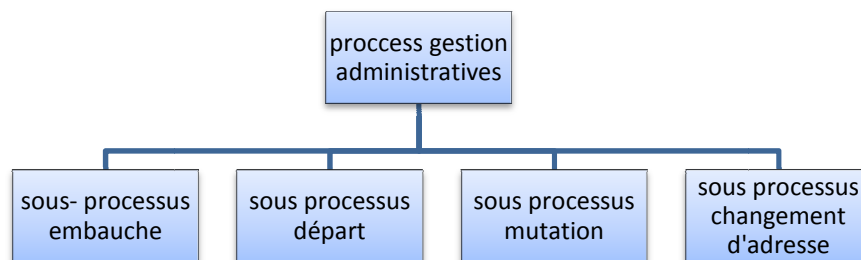 proccess gestion
administratives
sous- processus
embauche
sous processus
départ
sous processus
mutation
sous processus
changement
d'adresse